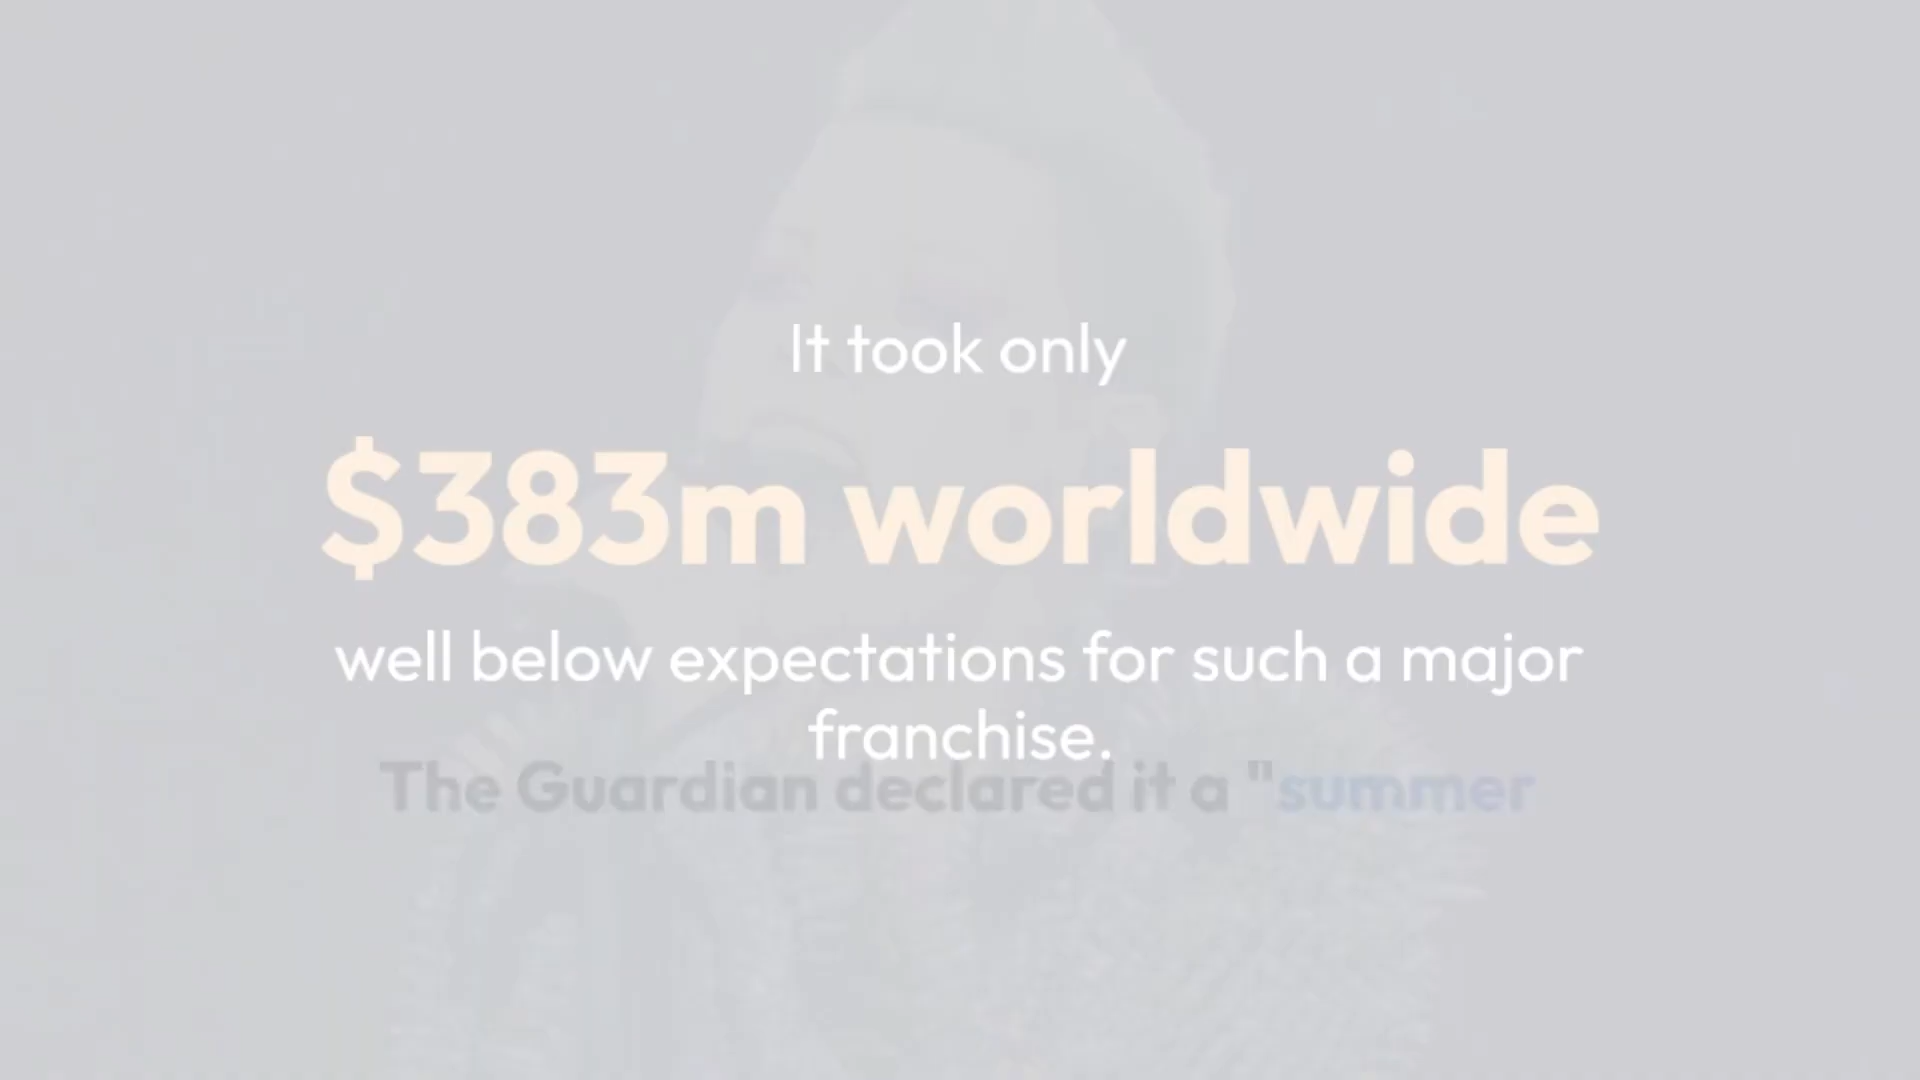 It took only
$383m worldwide
well below expectations for such a major
franchise.
The Guardian declared it a "summer